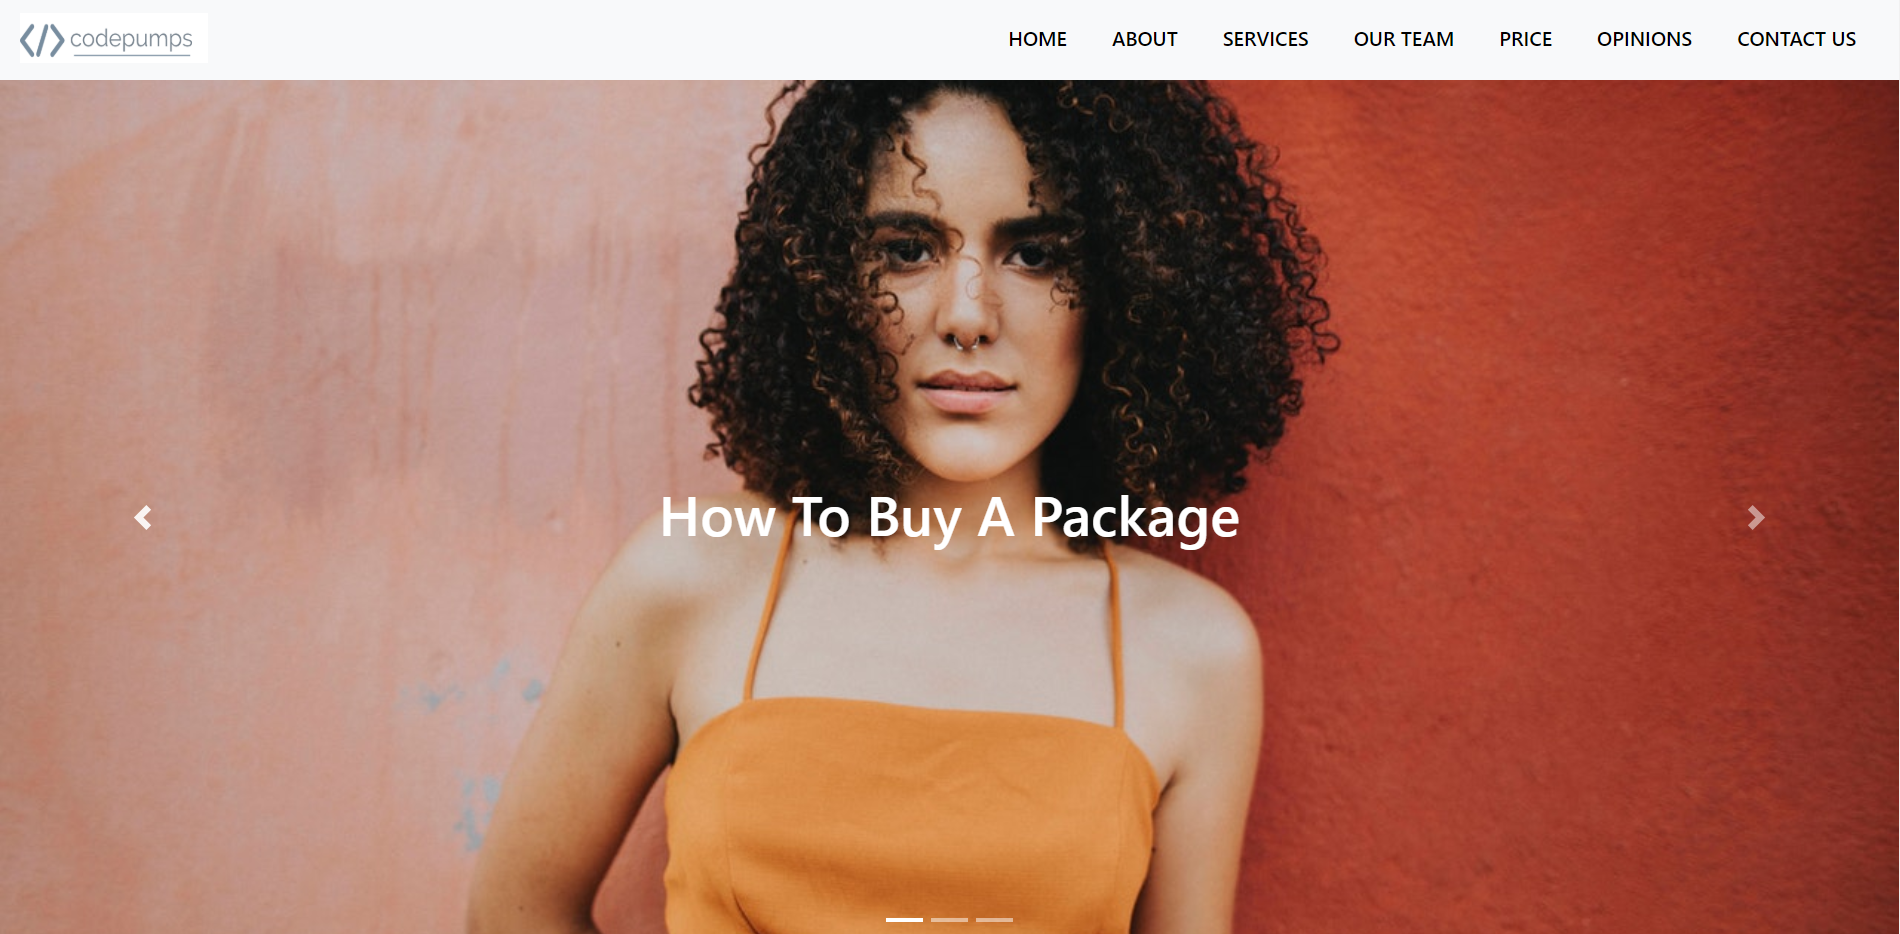 </> codepumps
HOME
ABOUT
SERVICES
OUR TEAM
PRICE
OPINIONS
CONTACT US
How To Buy A Package